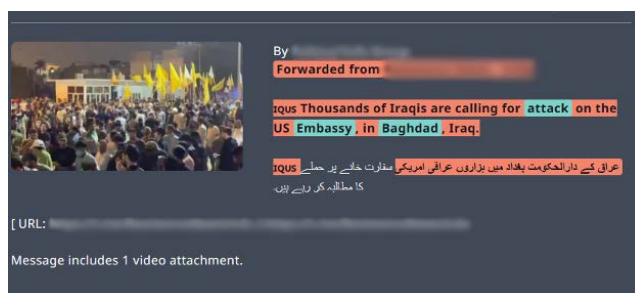 By
Forwarded from
IQUS Thousands of Iraqis are calling for attack on the
US Embassy, in Baghdad, Iraq.
IQUS عراق کے دارالحکومت بغداد میں ہزاروں عراقی امریکی سفارت خانے پر حملے
کا مطالبہ کر رہے ہیں۔
[ URL:
Message includes 1 video attachment.